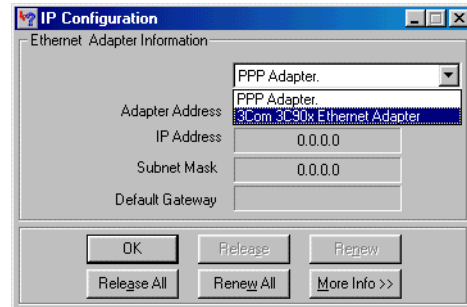 IP Configuration
Ethernet Adapter Information
PPP Adapter.
PPP Adapter.
3Com 3C90x Ethernet Adapter
Adapter Address
IP Address 0.0.0.0
Subnet Mask 0.0.0.0
Default Gateway
OK Release Renew
Release All Renew All More Info >>